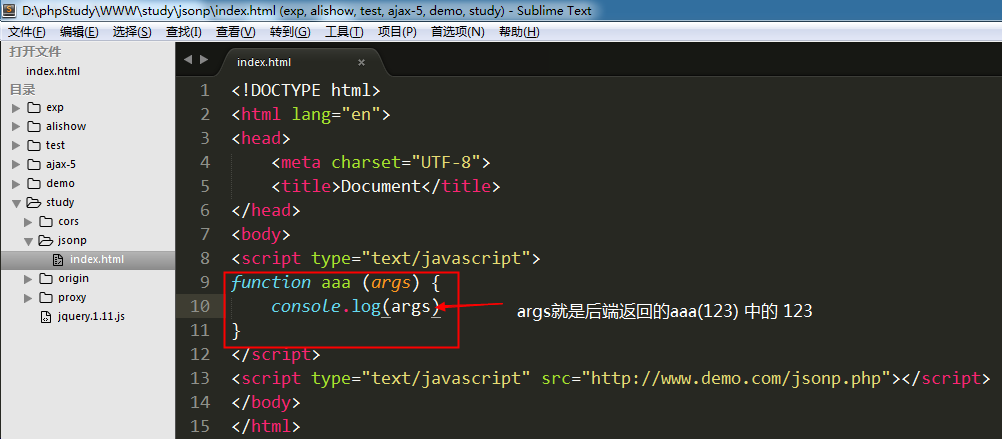 D:\phpStudy\WWW\study\jsonp\index.html (exp, alishow, test, ajax-5, demo, study) - Sublime Text
文件(F) 编辑(E) 选择(S) 查找(I) 查看(V) 转到(G) 工具(T) 项目(P) 首选项(N) 帮助(H)
打开文件
index.html
目录
exp
alishow
test
ajax-5
demo
study
cors
jsonp
index.html
origin
proxy
jquery.1.11.js
index.html ×
1 <!DOCTYPE html>
2 <html lang="en">
3 <head>
4 <meta charset="UTF-8">
5 <title>Document</title>
6 </head>
7 <body>
8 <script type="text/javascript">
9 function aaa (args) {
10 console.log(args) args就是后端返回的aaa(123) 中的 123
11 }
12 </script>
13 <script type="text/javascript" src="http://www.demo.com/jsonp.php"></script>
14 </body>
15 </html>